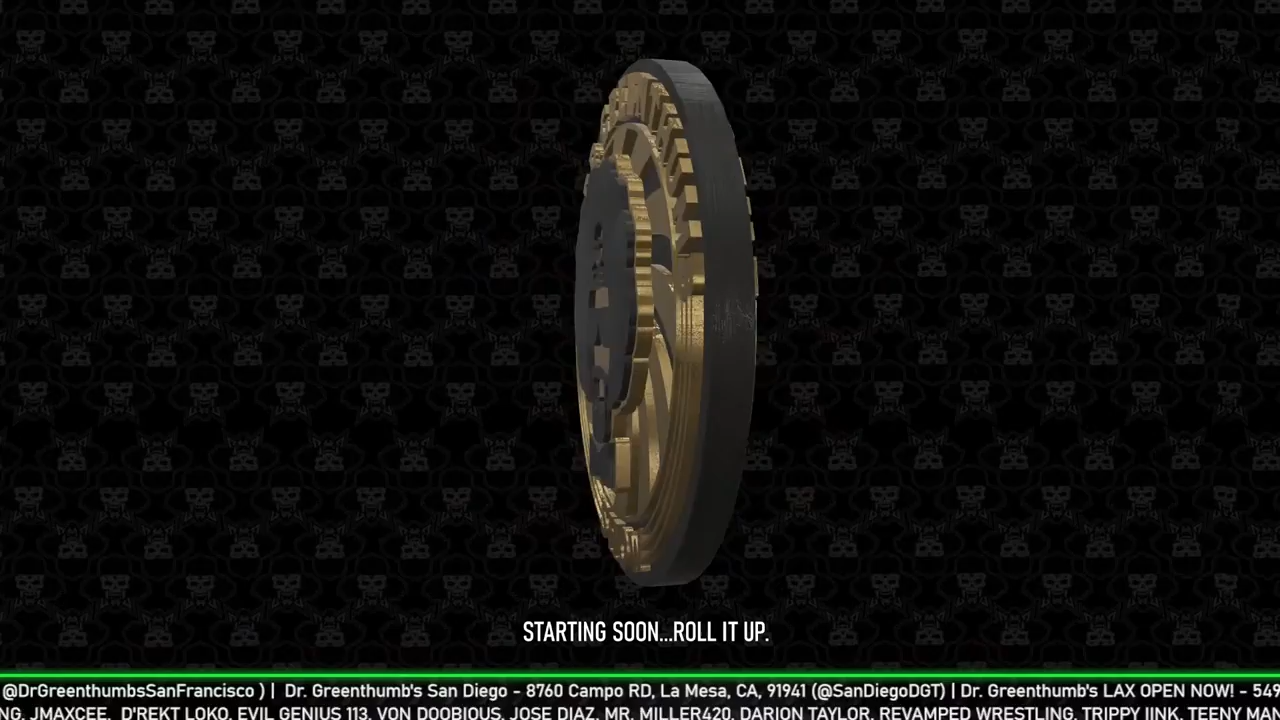 STARTING SOON...ROLL IT UP.
@DrGreenthumbsSanFrancisco ) | Dr. Greenthumb's San Diego - 8760 Campo RD, La Mesa, CA, 91941 (@SanDiegoDGT) | Dr. Greenthumb's LAX OPEN NOW! - 549
NG, JMAXCEE, D'REKT LOKO, EVIL GENIUS 113, VON DOOBIOUS, JOSE DIAZ, MR. MILLER420, DARION TAYLOR, REVAMPED WRESTLING, TRIPPY JINK, TEENY MAN